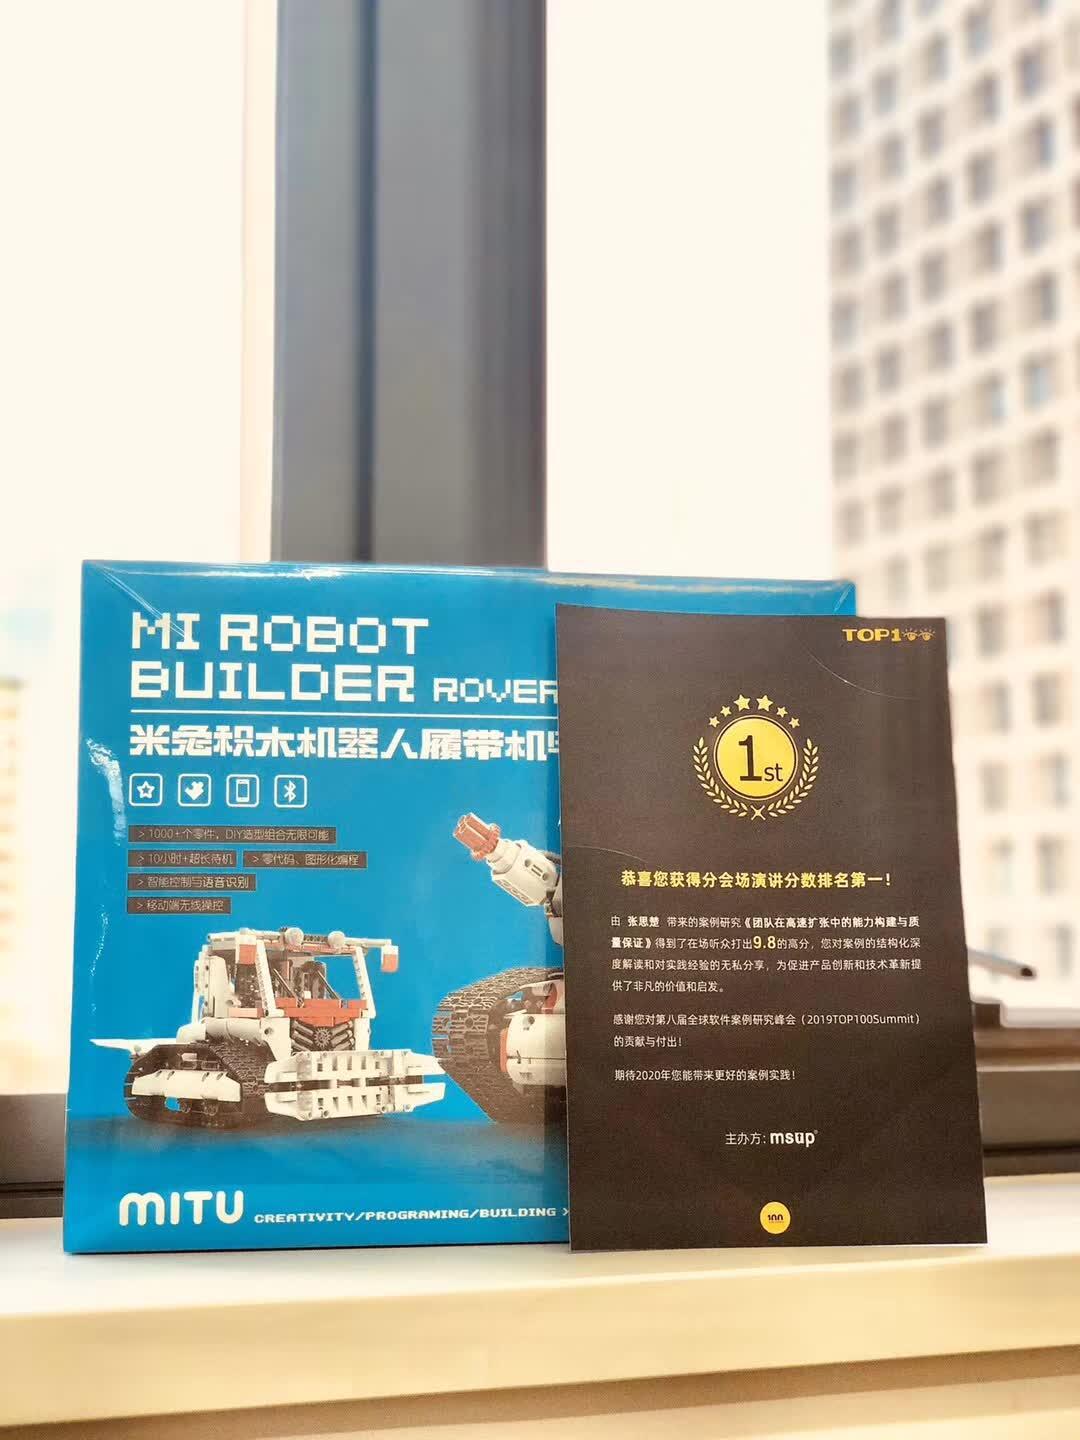 MI ROBOT
BUILDER ROVER
米兔积木机器人履带机
> 1000+个零件，DIY造型组合无限可能
> 10小时+超长待机 > 零代码、图形化编程
> 智能控制与语音识别
> 移动端无线操控
MITU CREATIVITY/PROGRAMING/BUILDING
TOP100
1st
恭喜您获得分会场演讲分数排名第一！
由 张思楚 带来的案例研究《团队在高速扩张中的能力构建与质
量保证》得到了在场听众打出9.8的高分，您对案例的结构化深
度解读和对实践经验的无私分享，为促进产品创新和技术革新提
供了非凡的价值和启发。
感谢您对第八届全球软件案例研究峰会（2019TOP100Summit）
的贡献与付出！
期待2020年您能带来更好的案例实践！
主办方：msup®
100